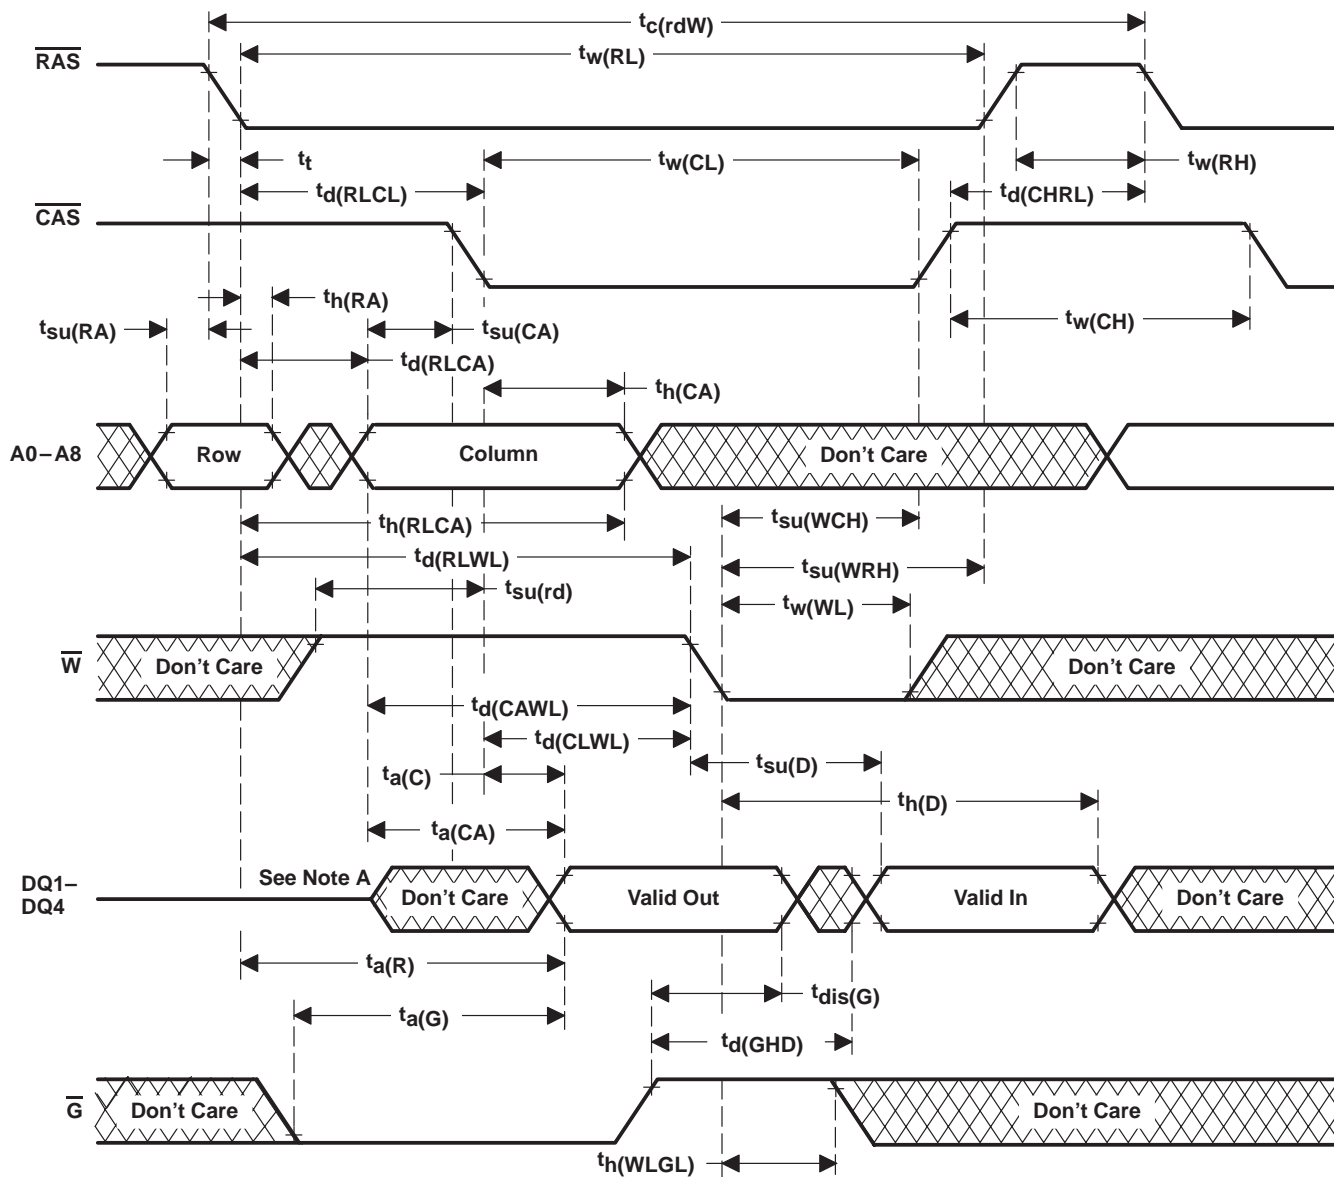 tc(rdW)
RAS
tw(RL)
tt
tw(CL)
tw(RH)
td(RLCL)
td(CHRL)
CAS
th(RA)
tsu(RA)
tsu(CA)
tw(CH)
td(RLCA)
th(CA)
A0–A8
Row
Column
Don't Care
th(RLCA)
tsu(WCH)
td(RLWL)
tsu(WRH)
tsu(rd)
tw(WL)
W
Don't Care
Don't Care
td(CAWL)
td(CLWL)
ta(C)
tsu(D)
th(D)
ta(CA)
DQ1–
DQ4
See Note A
Don't Care
Valid Out
Valid In
Don't Care
ta(R)
tdis(G)
ta(G)
td(GHD)
G
Don't Care
Don't Care
th(WLGL)